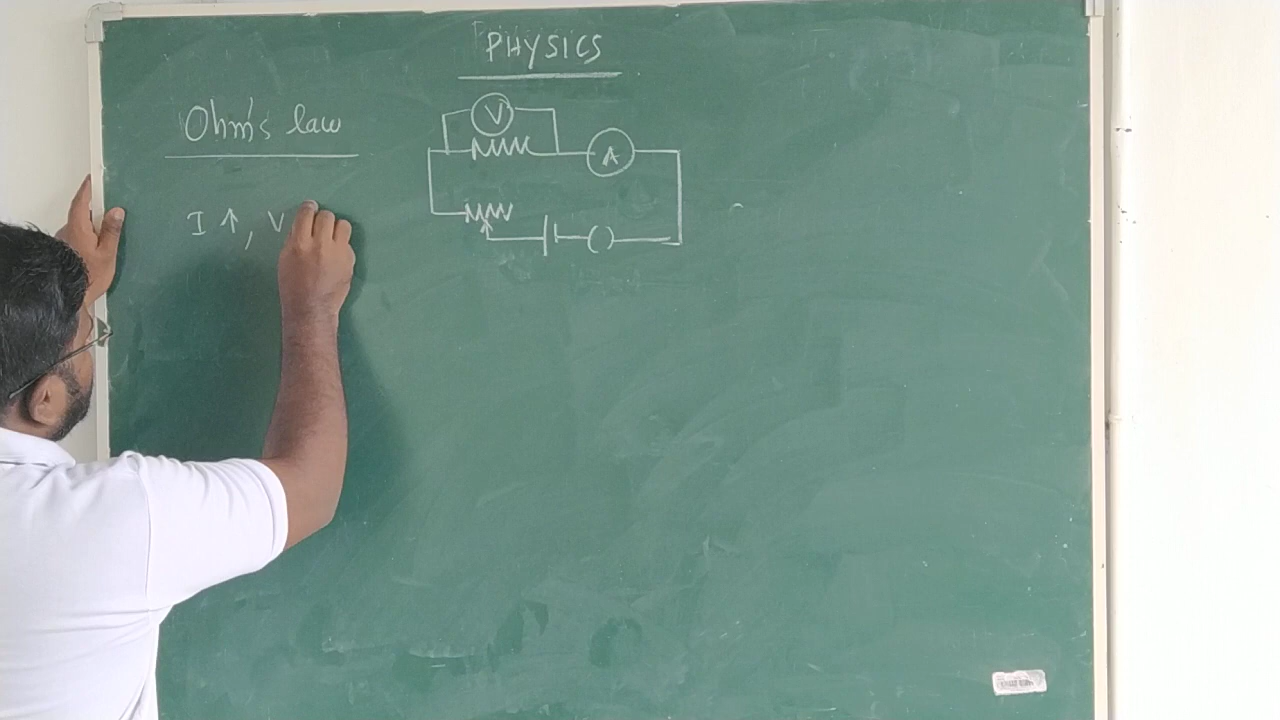 PHYSICS
Ohm's law
V
A
I ↑, V